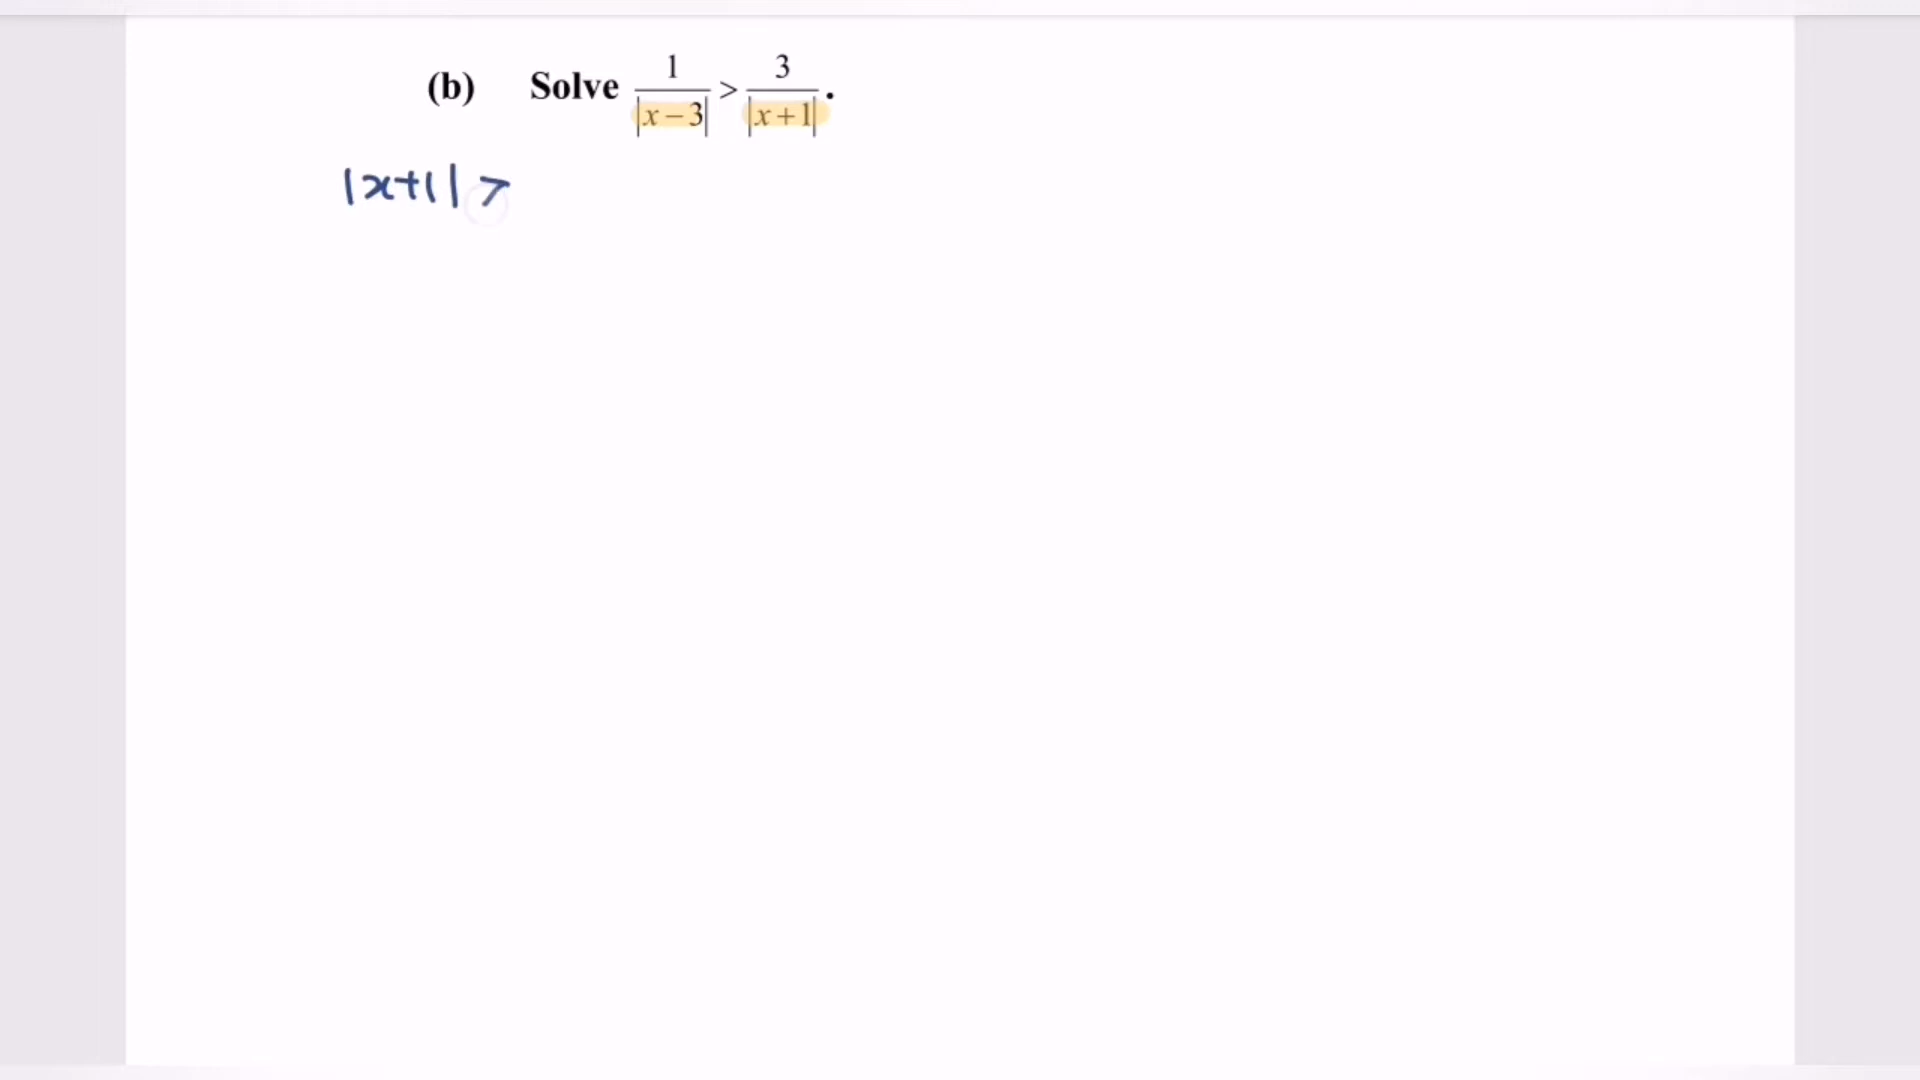 (b) Solve 1/|x−3| > 3/|x+1| .
|x+1| >